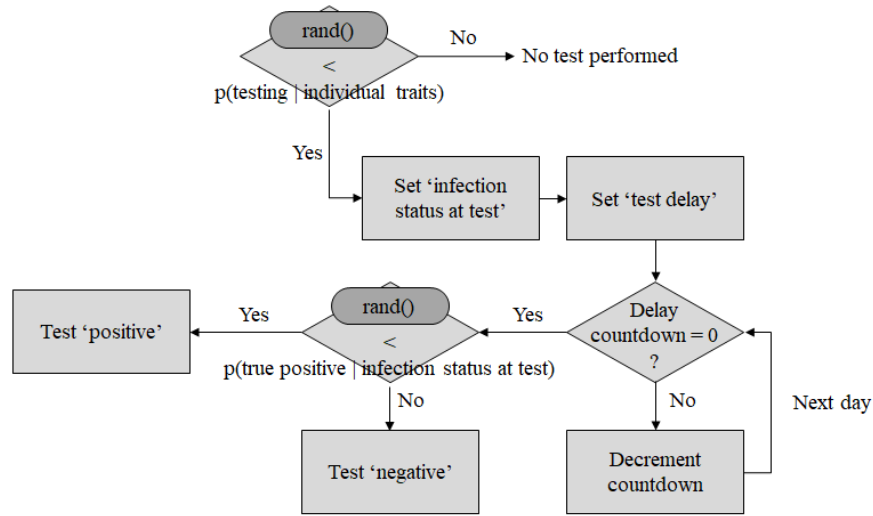 rand()
<
p(testing | individual traits)
No
No test performed
Yes
Set ‘infection
status at test’
Set ‘test delay’
Delay
countdown = 0
?
Yes
rand()
<
p(true positive | infection status at test)
Yes
Test ‘positive’
No
Test ‘negative’
No
Decrement
countdown
Next day